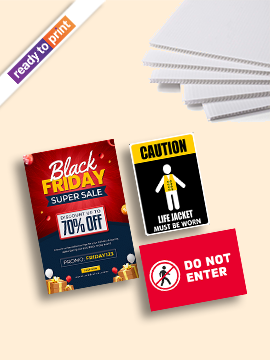 ready to print
Black
FRIDAY
SUPER SALE
DISCOUNT UP TO
70% OFF
PROMO: FRIDAY123
CAUTION
LIFE JACKET
MUST BE WORN
DO NOT
ENTER